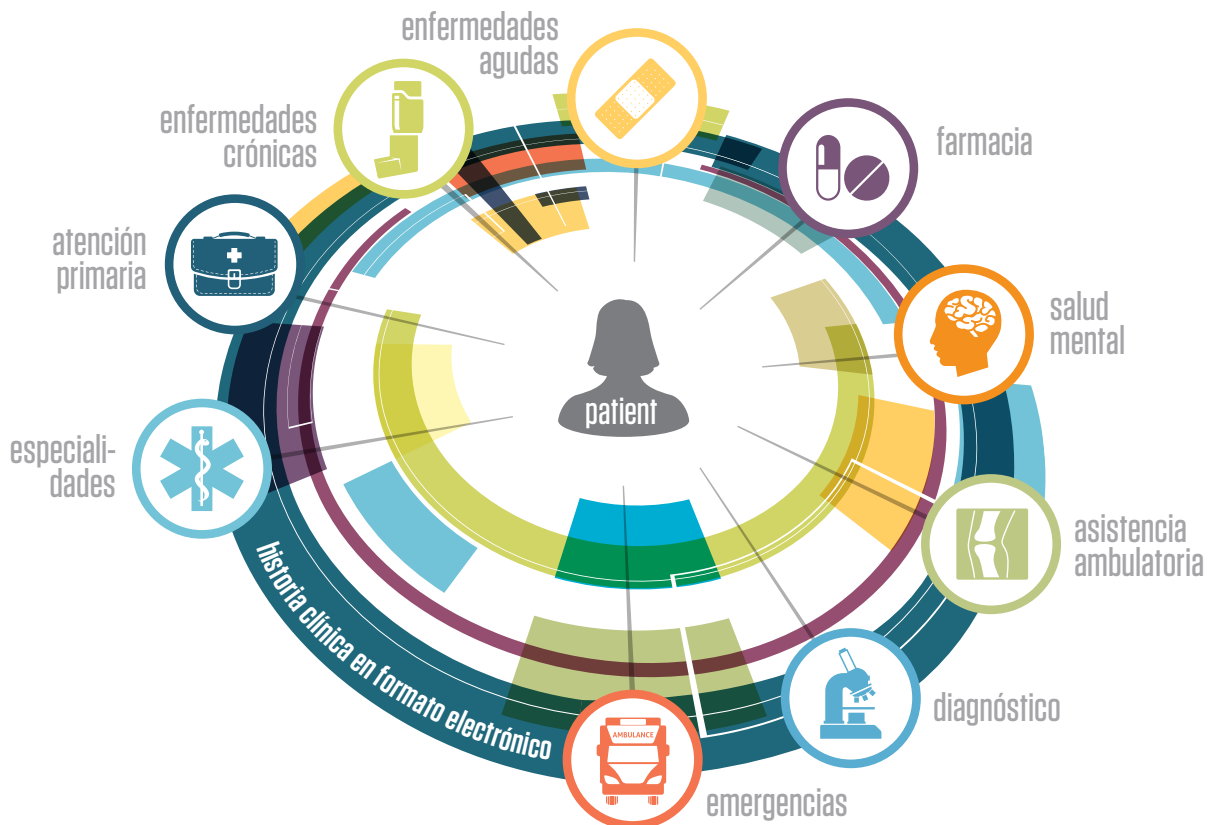 enfermedades
agudas
enfermedades
crónicas
farmacia
atención
primaria
salud
mental
patient
especiali-
dades
asistencia
ambulatoria
historia clínica en formato electrónico
diagnóstico
AMBULANCE
emergencias